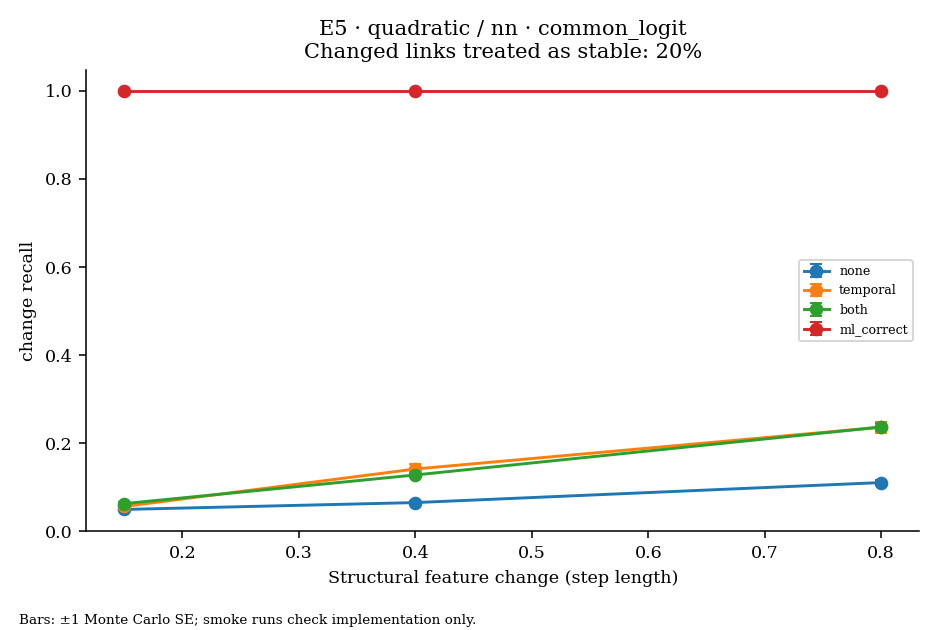 E5 · quadratic / nn · common_logit
Changed links treated as stable: 20%
1.0
0.8
0.6
0.4
0.2
0.0
change recall
none
temporal
both
ml_correct
0.2 0.3 0.4 0.5 0.6 0.7 0.8
Structural feature change (step length)
Bars: ±1 Monte Carlo SE; smoke runs check implementation only.